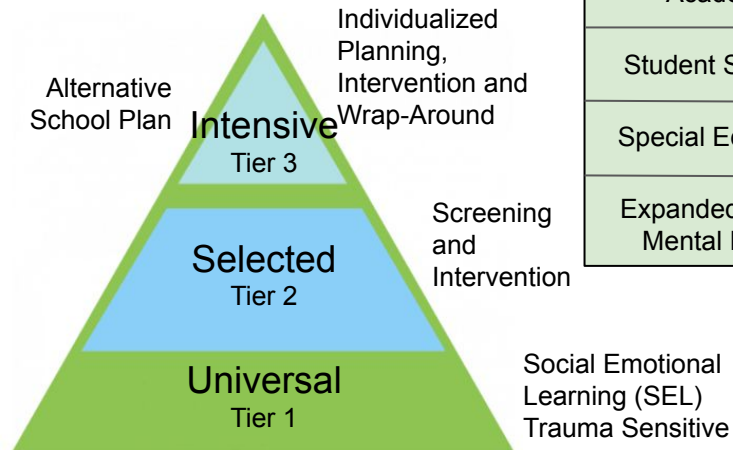 Individualized
Planning,
Intervention and
Wrap-Around
Alternative
School Plan
Intensive
Tier 3
Screening
and
Intervention
Selected
Tier 2
Social Emotional
Learning (SEL)
Trauma Sensitive
Universal
Tier 1
Student
Special
Expanded
Mental